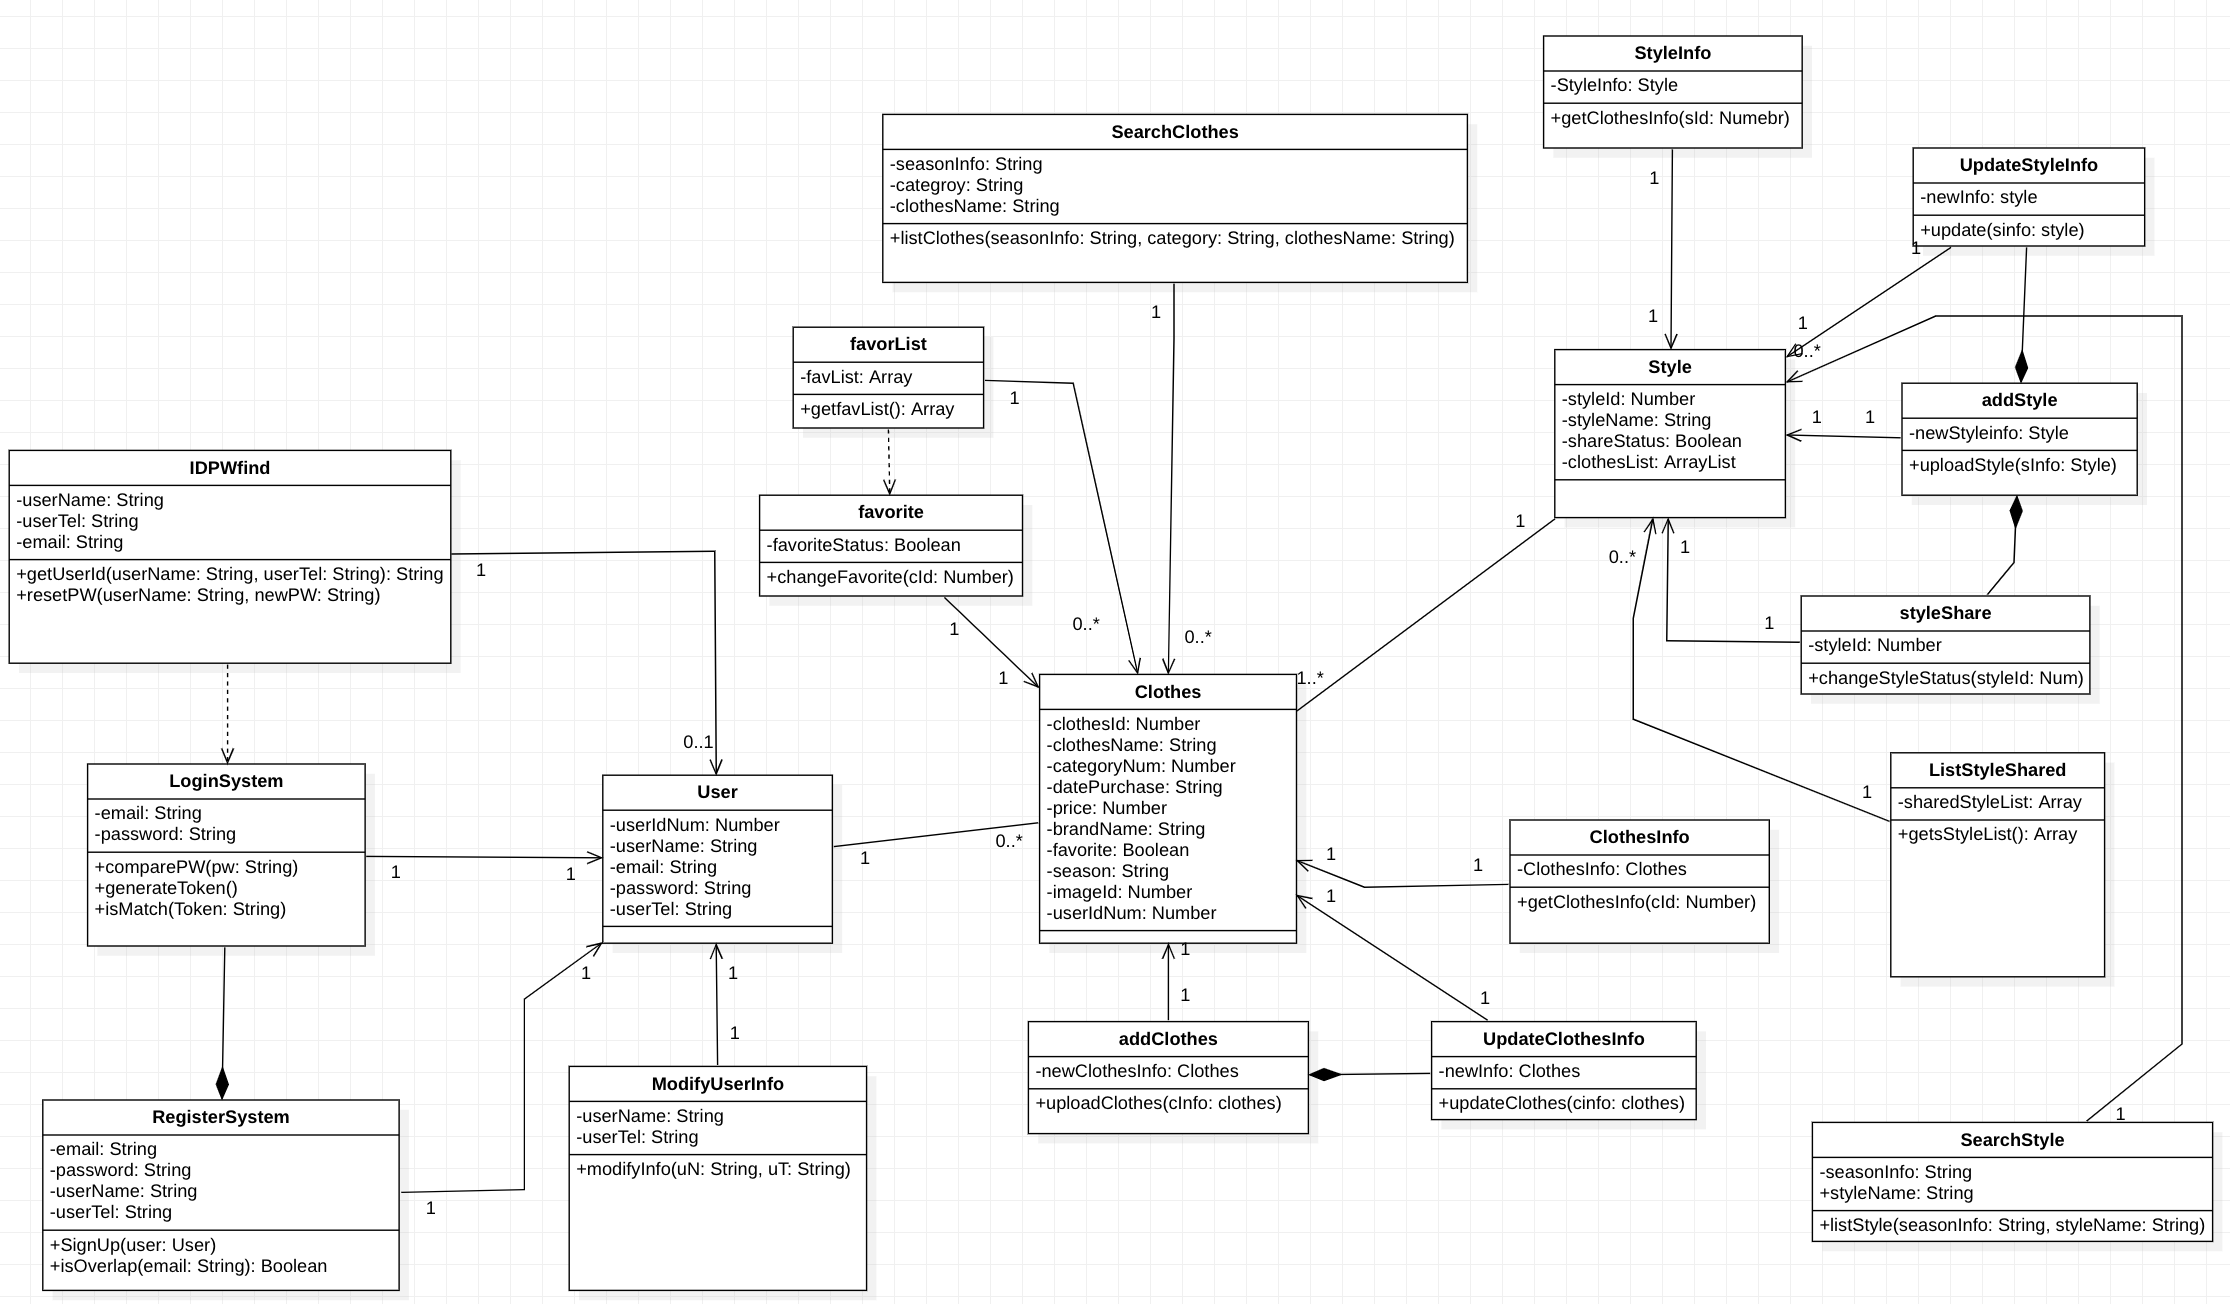 StyleInfo
-StyleInfo: Style
+getClothesInfo(sId: Numebr)
1
1
SearchClothes
-seasonInfo: String
-categroy: String
-clothesName: String
+listClothes(seasonInfo: String, category: String, clothesName: String)
1
0..*
UpdateStyleInfo
-newInfo: style
+update(sinfo: style)
1
1
0..*
favorList
-favList: Array
+getfavList(): Array
1
0..*
Style
-styleId: Number
-styleName: String
-shareStatus: Boolean
-clothesList: ArrayList
1
1
addStyle
-newStyleinfo: Style
+uploadStyle(sInfo: Style)
IDPWfind
-userName: String
-userTel: String
-email: String
+getUserId(userName: String, userTel: String): String
+resetPW(userName: String, newPW: String)
1
0..1
favorite
-favoriteStatus: Boolean
+changeFavorite(cId: Number)
1
1
1
1..*
0..*
1
1
styleShare
-styleId: Number
+changeStyleStatus(styleId: Num)
Clothes
-clothesId: Number
-clothesName: String
-categoryNum: Number
-datePurchase: String
-price: Number
-brandName: String
-favorite: Boolean
-season: String
-imageId: Number
-userIdNum: Number
LoginSystem
-email: String
-password: String
+comparePW(pw: String)
+generateToken()
+isMatch(Token: String)
1
1
User
-userIdNum: Number
-userName: String
-email: String
-password: String
-userTel: String
1
0..*
1
ListStyleShared
-sharedStyleList: Array
+getsStyleList(): Array
ClothesInfo
-ClothesInfo: Clothes
+getClothesInfo(cId: Number)
1
1
1
1
1
1
1
1
1
addClothes
-newClothesInfo: Clothes
+uploadClothes(cInfo: clothes)
UpdateClothesInfo
-newInfo: Clothes
+updateClothes(cinfo: clothes)
ModifyUserInfo
-userName: String
-userTel: String
+modifyInfo(uN: String, uT: String)
RegisterSystem
-email: String
-password: String
-userName: String
-userTel: String
+SignUp(user: User)
+isOverlap(email: String): Boolean
1
1
SearchStyle
-seasonInfo: String
+styleName: String
+listStyle(seasonInfo: String, styleName: String)